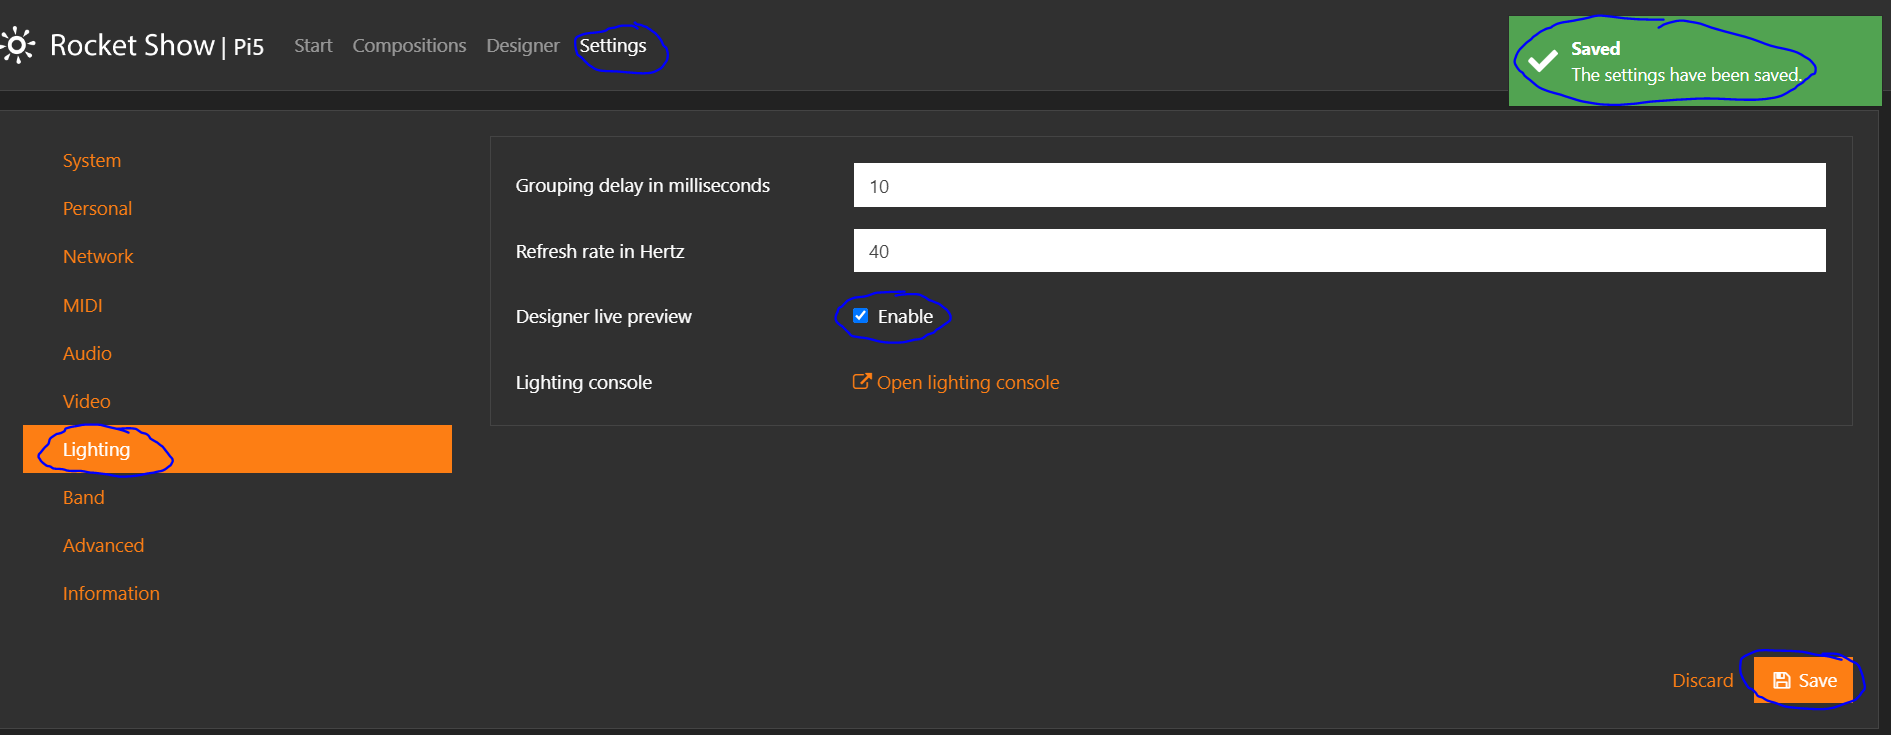 Rocket Show | Pi5 Start Compositions Designer Settings
Saved
The settings have been saved.
System
Personal
Network
MIDI
Audio
Video
Lighting
Band
Advanced
Information
Grouping delay in milliseconds 10
Refresh rate in Hertz 40
Designer live preview Enable
Lighting console Open lighting console
Discard Save